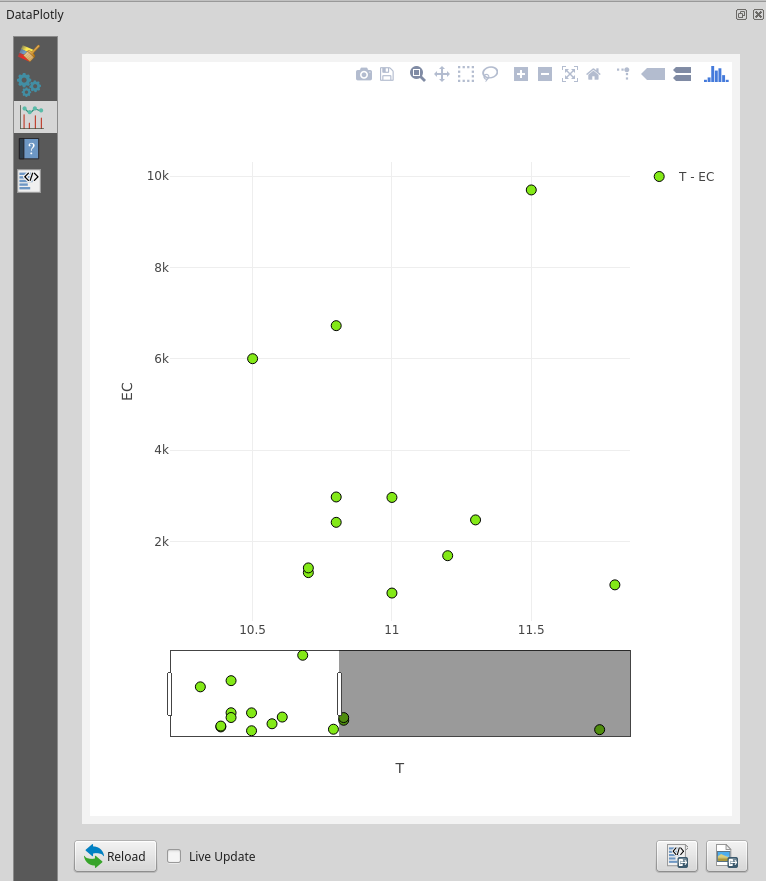 DataPlotly
10k
T - EC
8k
6k
EC
4k
2k
10.5 11 11.5
T
Reload Live Update